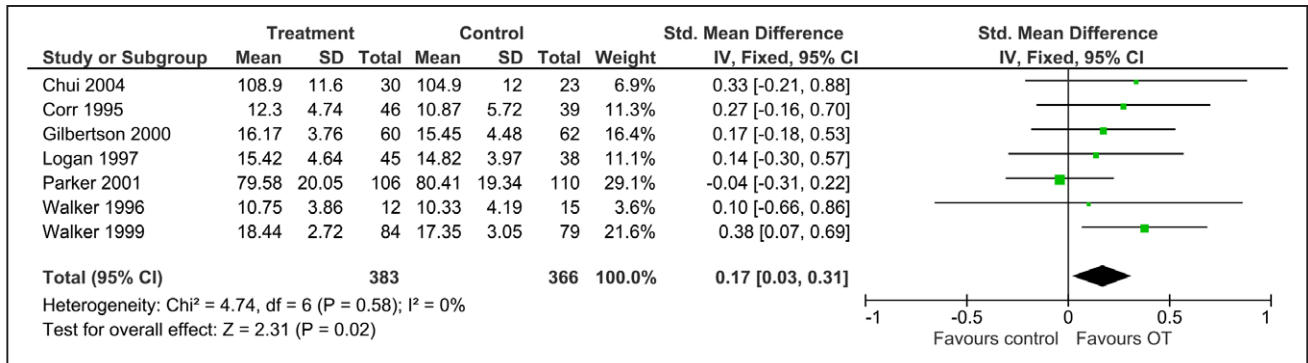 Treatment Control Std. Mean Difference Std. Mean Difference
Study or Subgroup Mean SD Total Mean SD Total Weight IV, Fixed, 95% CI IV, Fixed, 95% CI
Chui 2004 108.9 11.6 30 104.9 12 23 6.9% 0.33 [-0.21, 0.88]
Corr 1995 12.3 4.74 46 10.87 5.72 39 11.3% 0.27 [-0.16, 0.70]
Gilbertson 2000 16.17 3.76 60 15.45 4.48 62 16.4% 0.17 [-0.18, 0.53]
Logan 1997 15.42 4.64 45 14.82 3.97 38 11.1% 0.14 [-0.30, 0.57]
Parker 2001 79.58 20.05 106 80.41 19.34 110 29.1% -0.04 [-0.31, 0.22]
Walker 1996 10.75 3.86 12 10.33 4.19 15 3.6% 0.10 [-0.66, 0.86]
Walker 1999 18.44 2.72 84 17.35 3.05 79 21.6% 0.38 [0.07, 0.69]
Total (95% CI) 383 366 100.0% 0.17 [0.03, 0.31]
Heterogeneity: Chi² = 4.74, df = 6 (P = 0.58); I² = 0%
Test for overall effect: Z = 2.31 (P = 0.02)
-1 -0.5 0 0.5 1
Favours control Favours OT